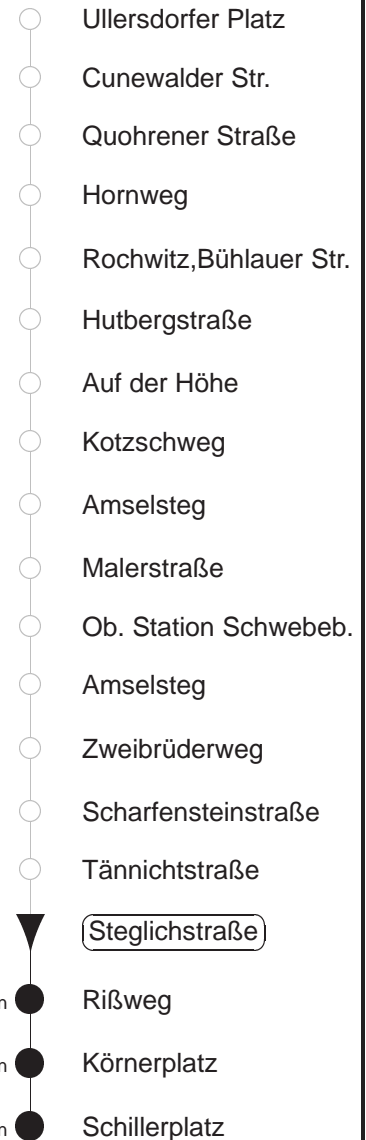 Ullersdorfer Platz
Cunewalder Str.
Quohrener Straße
Hornweg
Rochwitz,Bühlauer Str.
Hutbergstraße
Auf der Höhe
Kotzschweg
Amselsteg
Malerstraße
Ob. Station Schwebeb.
Amselsteg
Zweibrüderweg
Scharfensteinstraße
Tännichtstraße
Steglichstraße
Rißweg
Körnerplatz
Schillerplatz